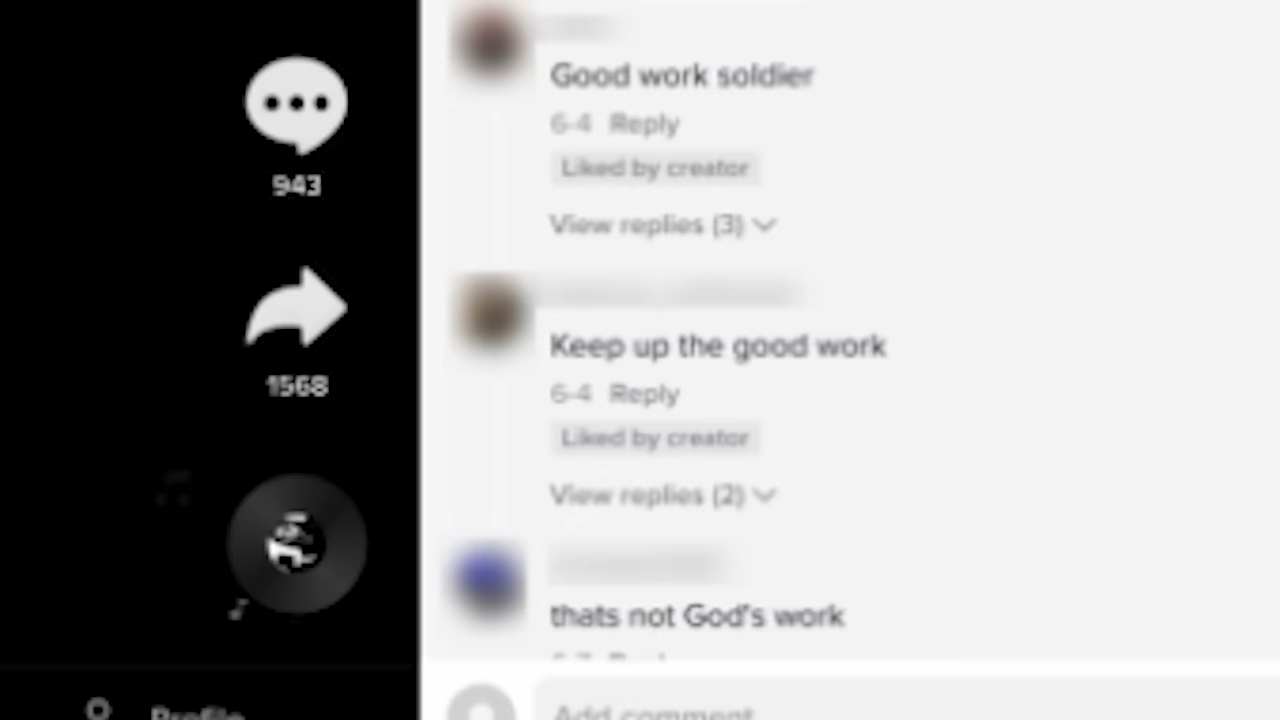 943
1568
Profile
Good work soldier
6-4 Reply
Liked by creator
View replies (3)
Keep up the good work
6-4 Reply
Liked by creator
View replies (2)
thats not God's work
Reply
Add comment